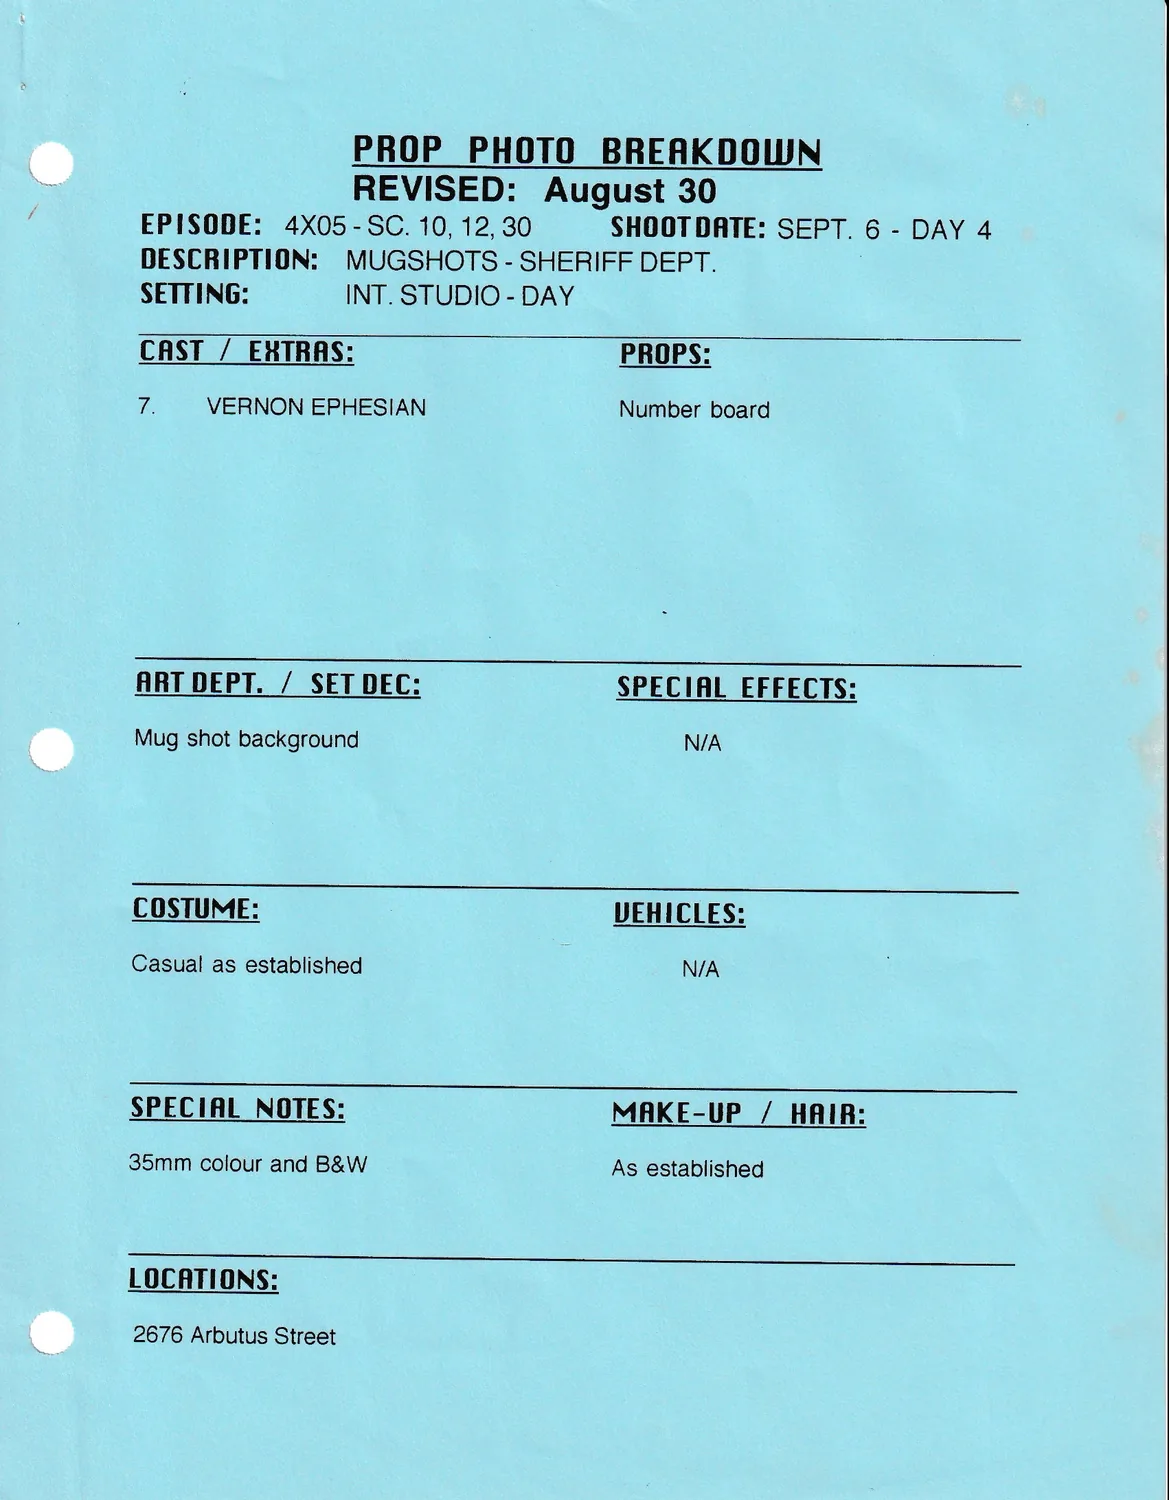 PROP PHOTO BREAKDOWN
REVISED: August 30
EPISODE: 4X05 - SC. 10, 12, 30 SHOOT DATE: SEPT. 6 - DAY 4
DESCRIPTION: MUGSHOTS - SHERIFF DEPT.
SETTING: INT. STUDIO - DAY
CAST / EXTRAS: PROPS:
7. VERNON EPHESIAN Number board
ART DEPT. / SET DEC: SPECIAL EFFECTS:
Mug shot background N/A
COSTUME: VEHICLES:
Casual as established N/A
SPECIAL NOTES: MAKE-UP / HAIR:
35mm colour and B&W As established
LOCATIONS:
2676 Arbutus Street